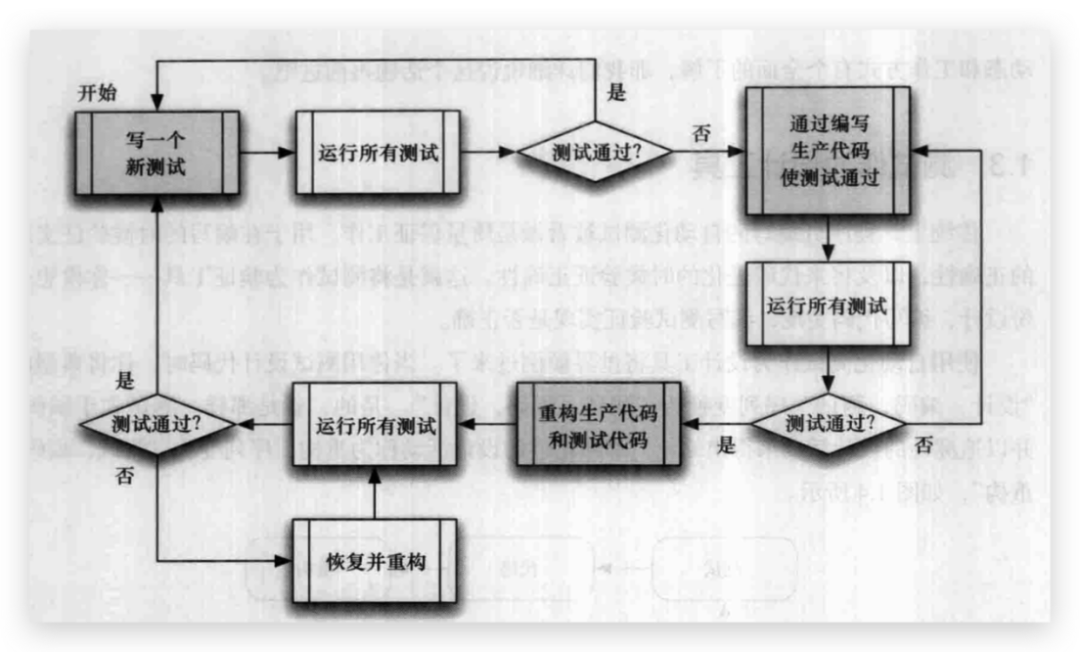 开始
写一个
新测试
运行所有测试
测试通过?
是
否
通过编写
生产代码
使测试通过
运行所有测试
测试通过?
否
是
重构生产代码
和测试代码
运行所有测试
测试通过?
是
否
恢复并重构